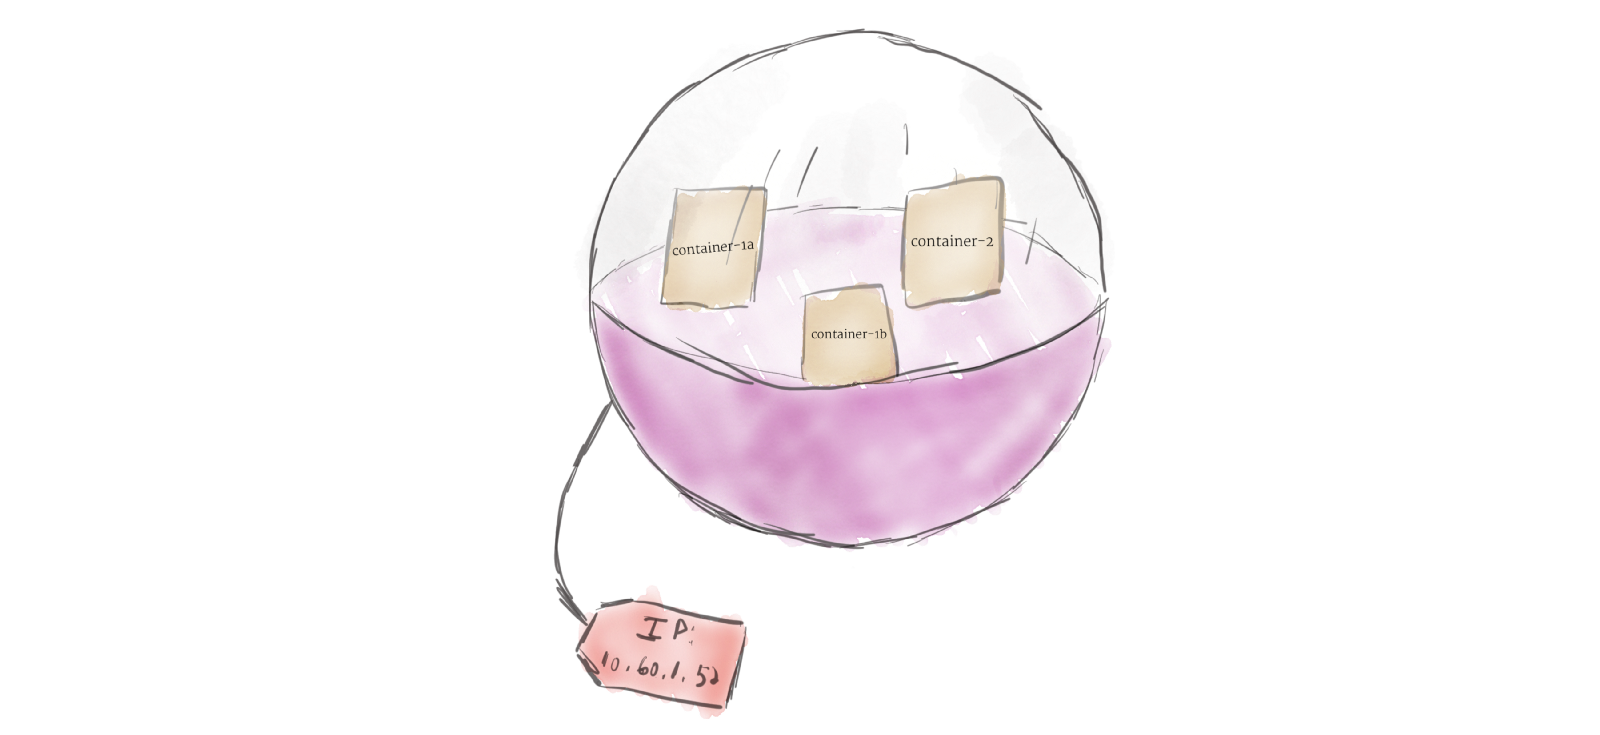 container-1a
container-2
container-1b
IP:
10.60.1.52